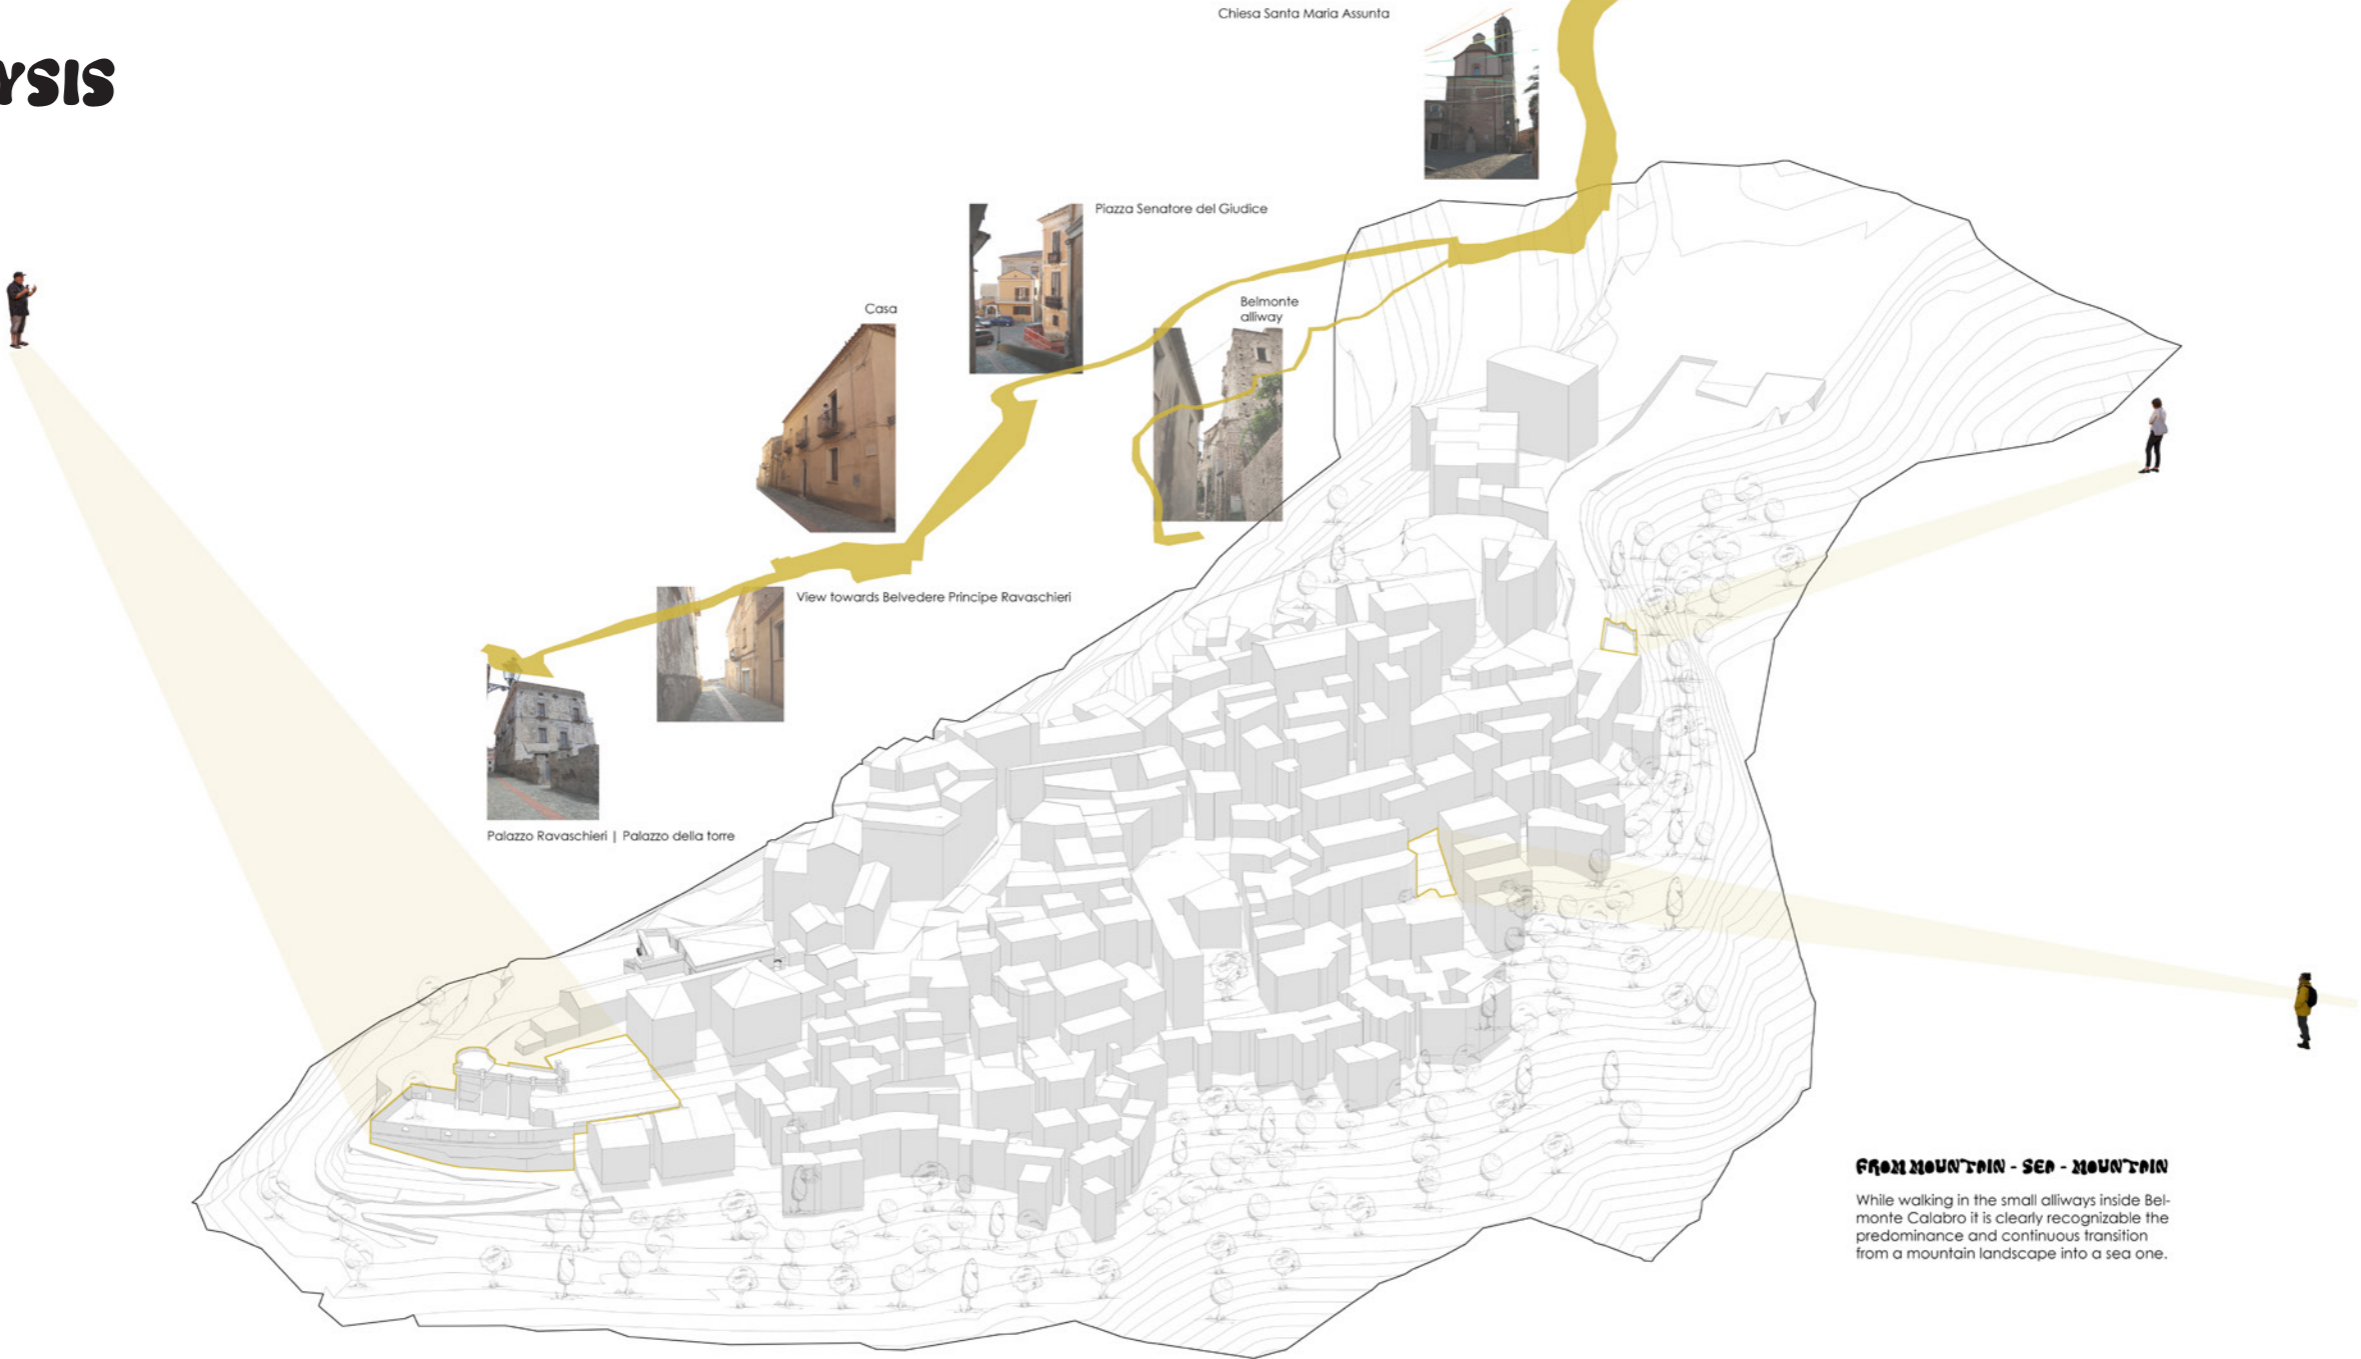 YSIS
Chiesa Santa Maria Assunta
Piazza Senatore del Giudice
Casa
Belmonte
alliway
View towards Belvedere Principe Ravaschieri
Palazzo Ravaschieri | Palazzo della torre
FROM MOUNTAIN - SEA - MOUNTAIN
While walking in the small alliways inside Bel-
monte Calabro it is clearly recognizable the
predominance and continuous transition
from a mountain landscape into a sea one.